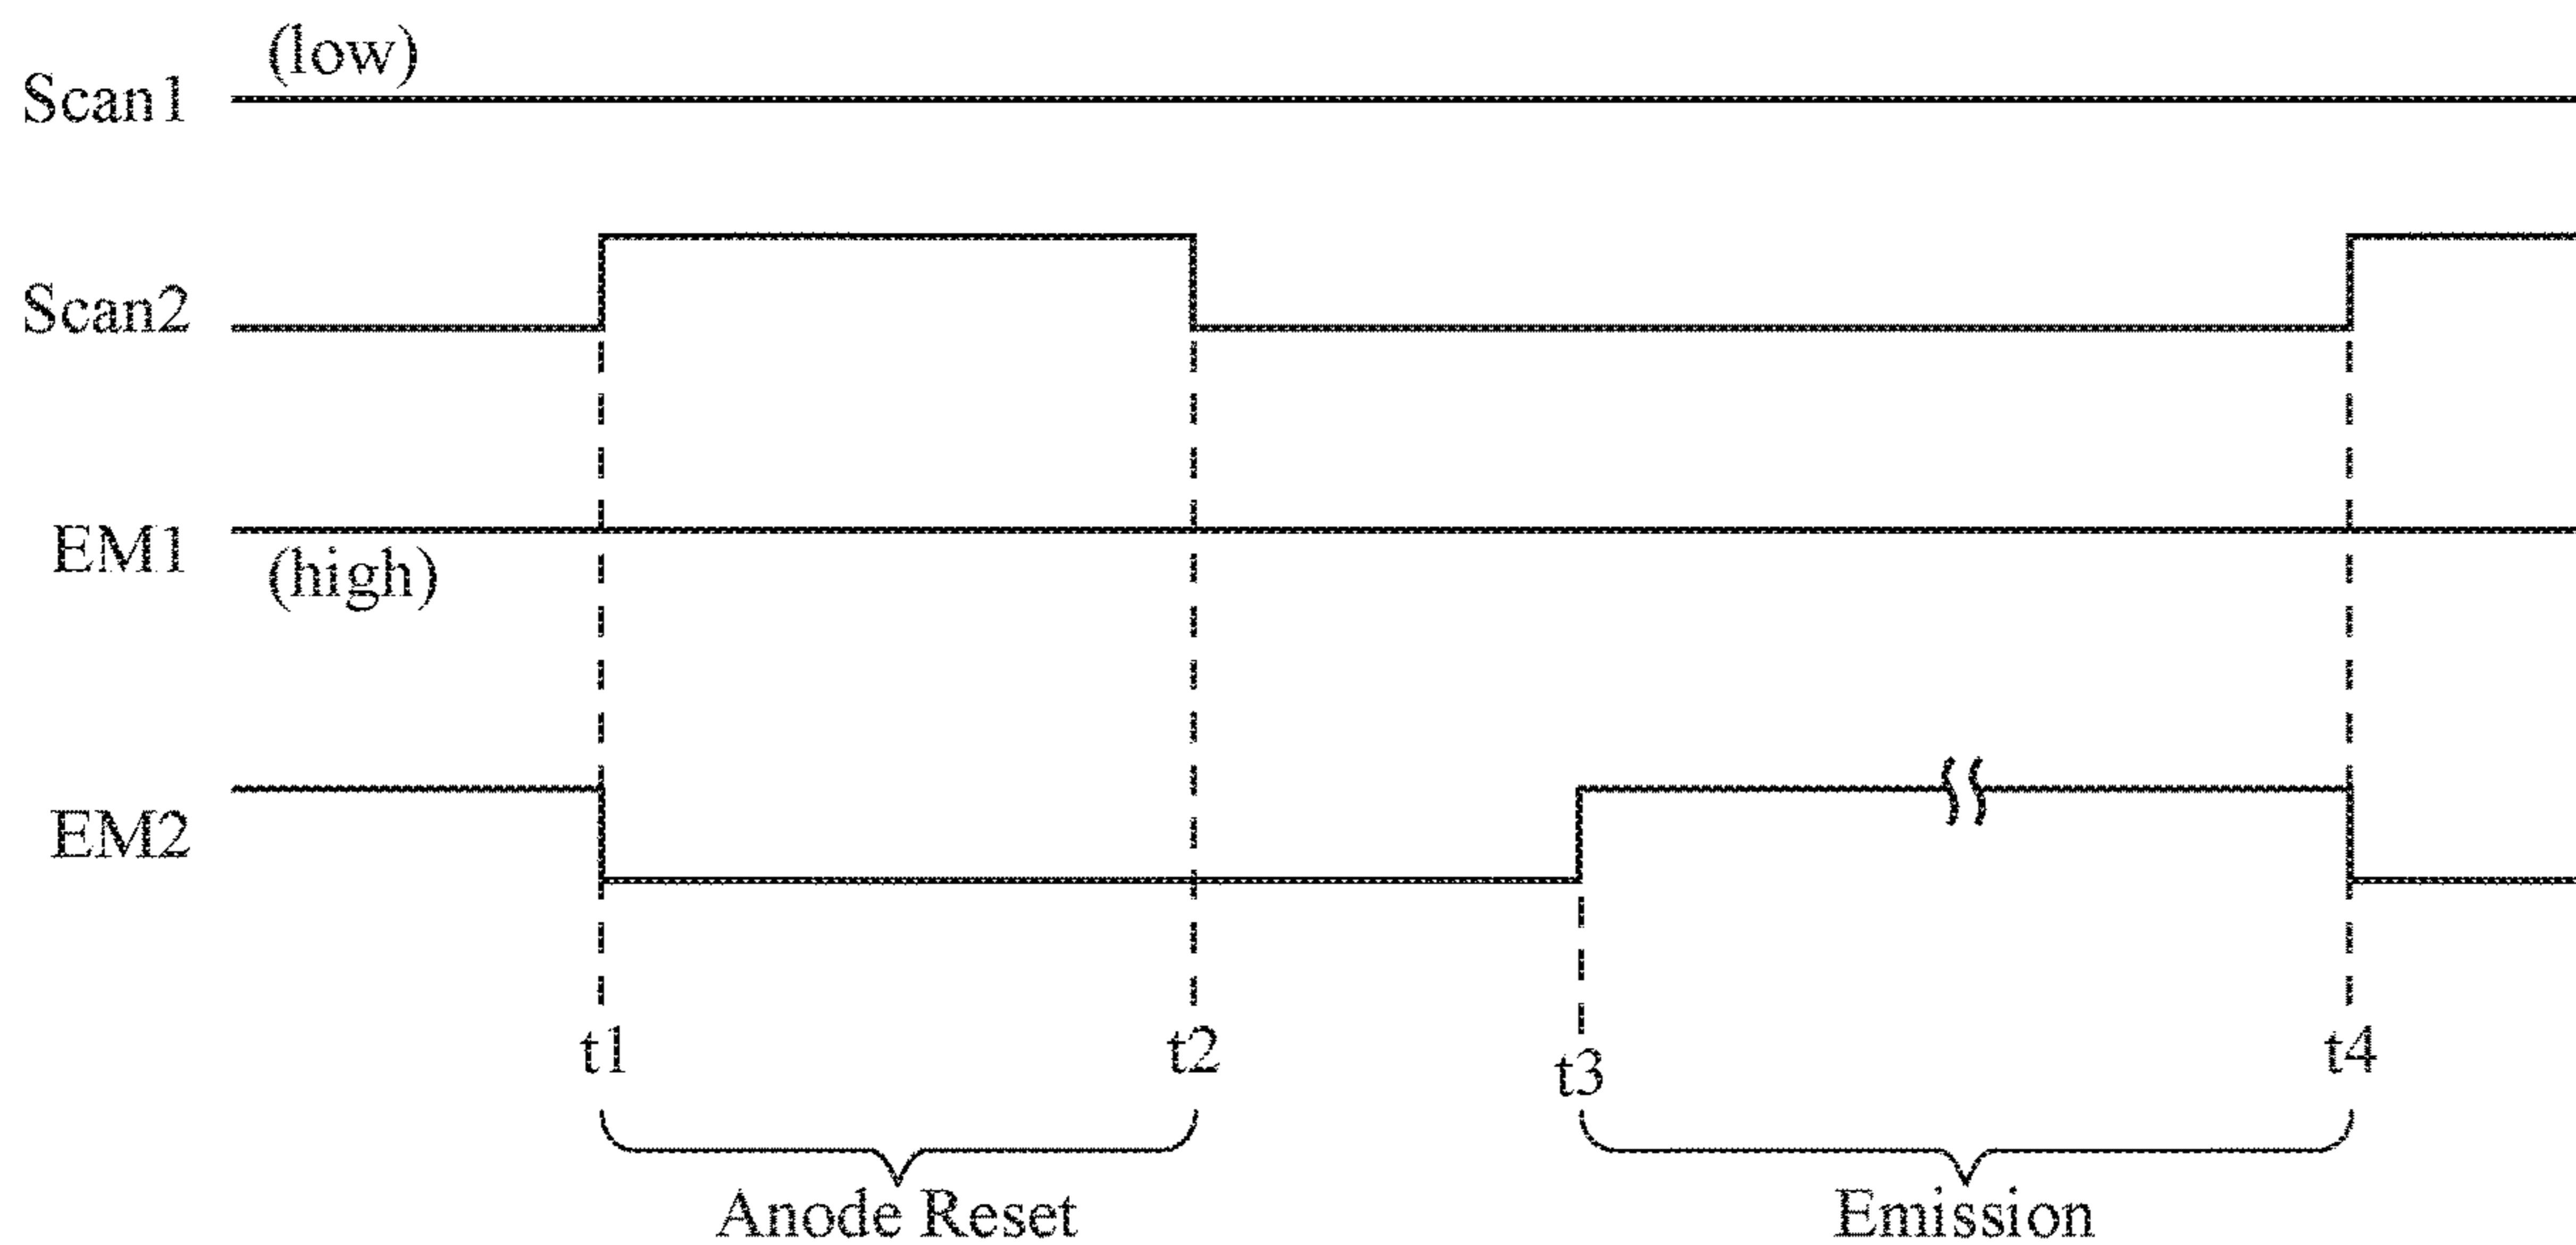 (low)
Scan1
Scan2
EM1
(high)
EM2
t1
t2
t3
t4
Anode Reset
Emission